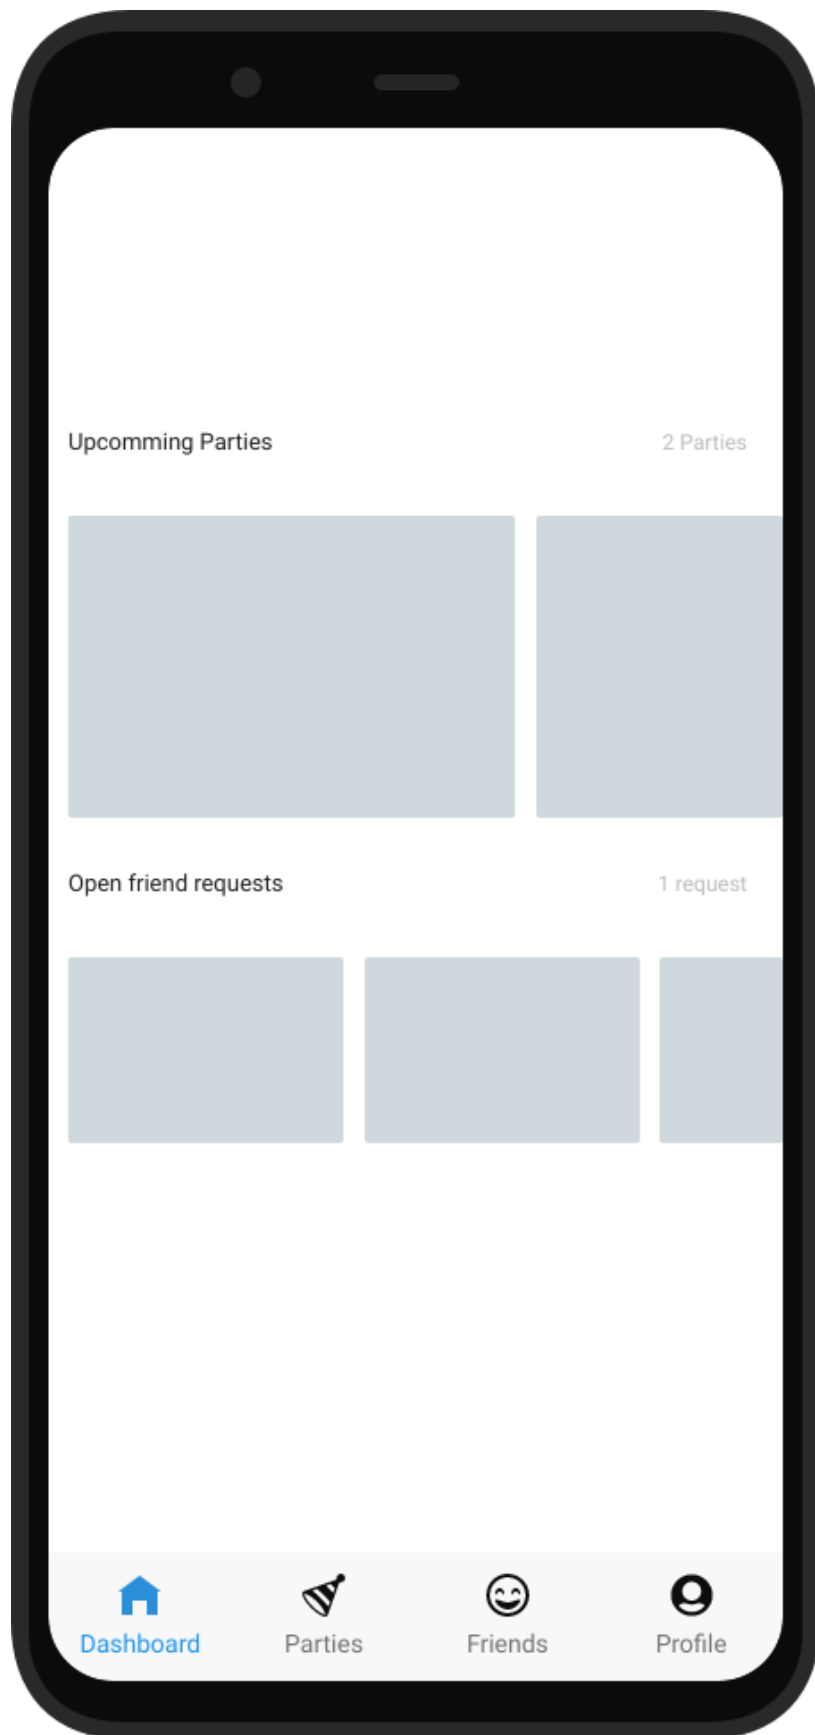 Upcomming Parties 2 Parties
Open friend requests 1 request
Dashboard Parties Friends Profile